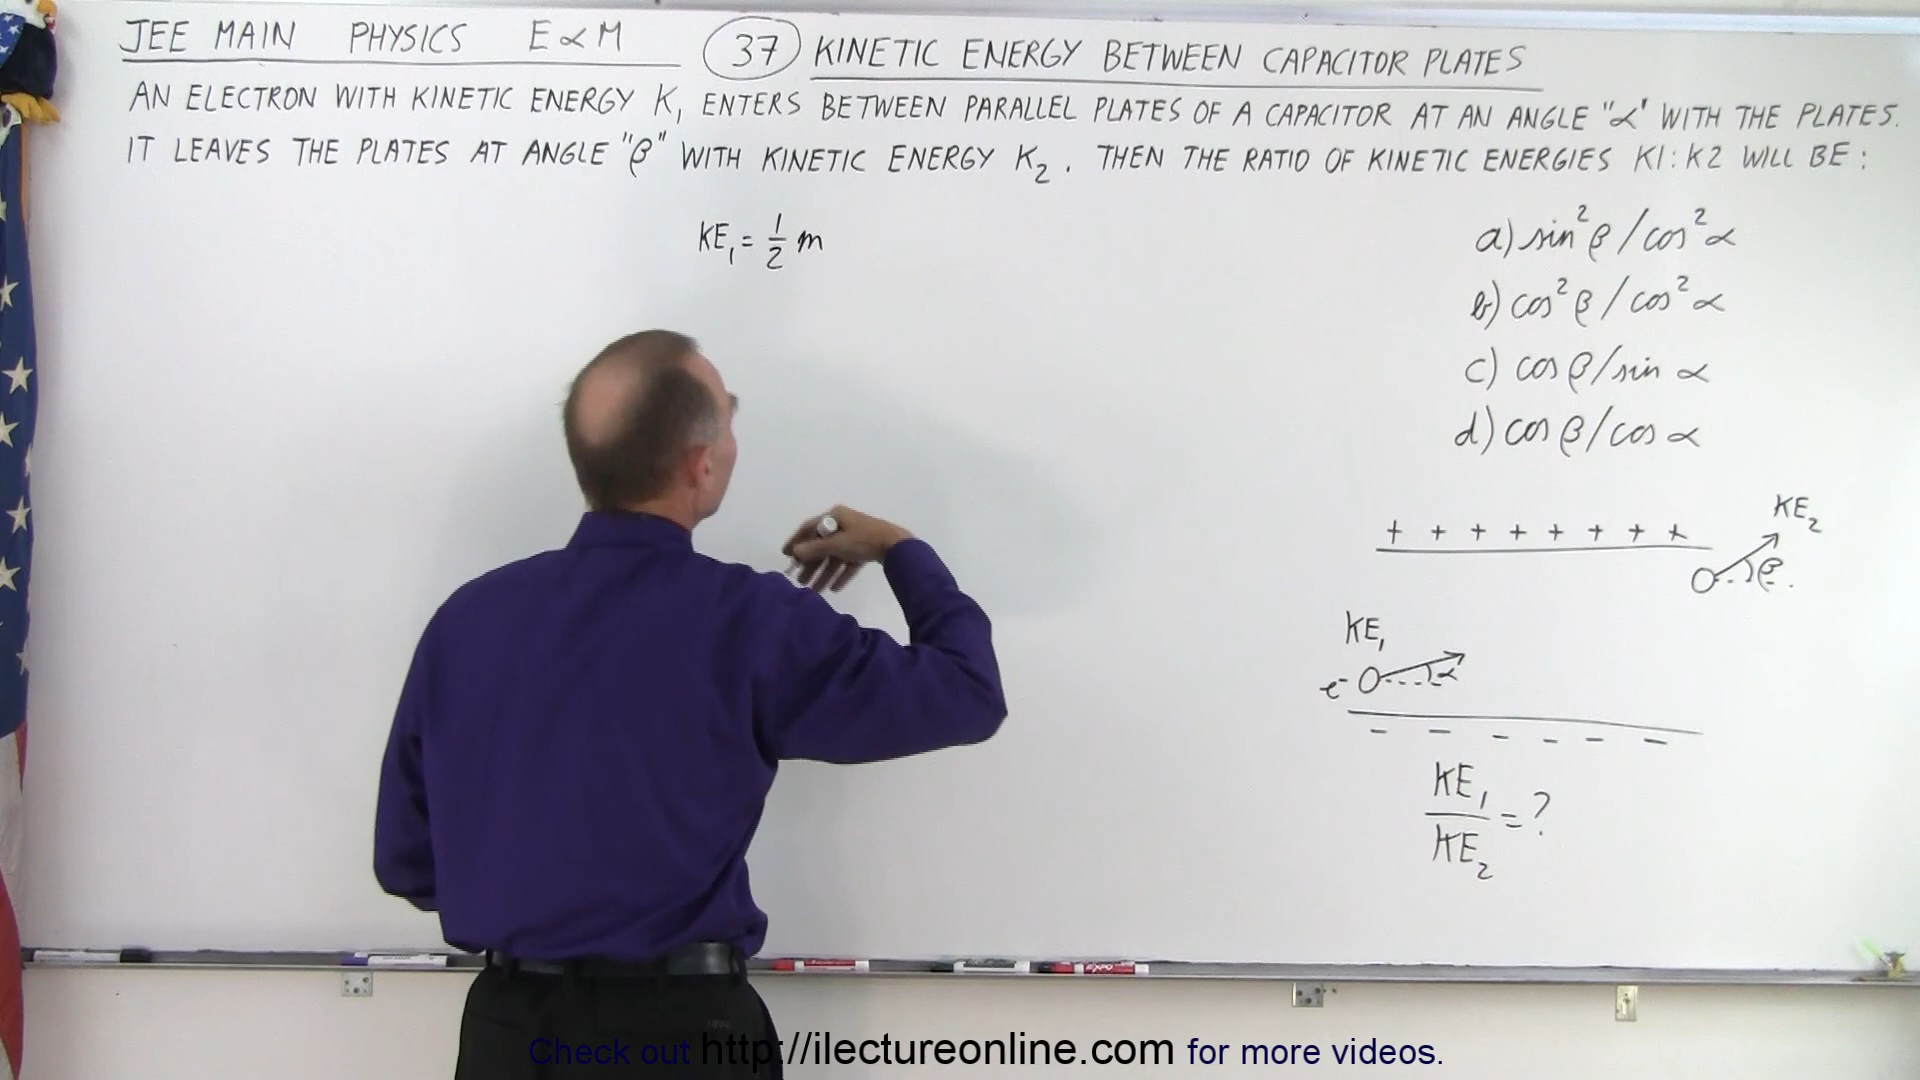 JEE MAIN PHYSICS E∝M 37 KINETIC ENERGY BETWEEN CAPACITOR PLATES
AN ELECTRON WITH KINETIC ENERGY K, ENTERS BETWEEN PARALLEL PLATES OF A CAPACITOR AT AN ANGLE "α" WITH THE PLATES.
IT LEAVES THE PLATES AT ANGLE "β" WITH KINETIC ENERGY K₂. THEN THE RATIO OF KINETIC ENERGIES K1:K2 WILL BE:
KE₁ = 1/2 m
a) sin²β/cos²α
b) cos²β/cos²α
c) cos β/sin α
d) cos β/cos α
KE₂
+ + + + + + + +
β
KE₁
e⁻ α
- - - - - -
KE₁/KE₂ = ?
Check out http://ilectureonline.com for more videos.